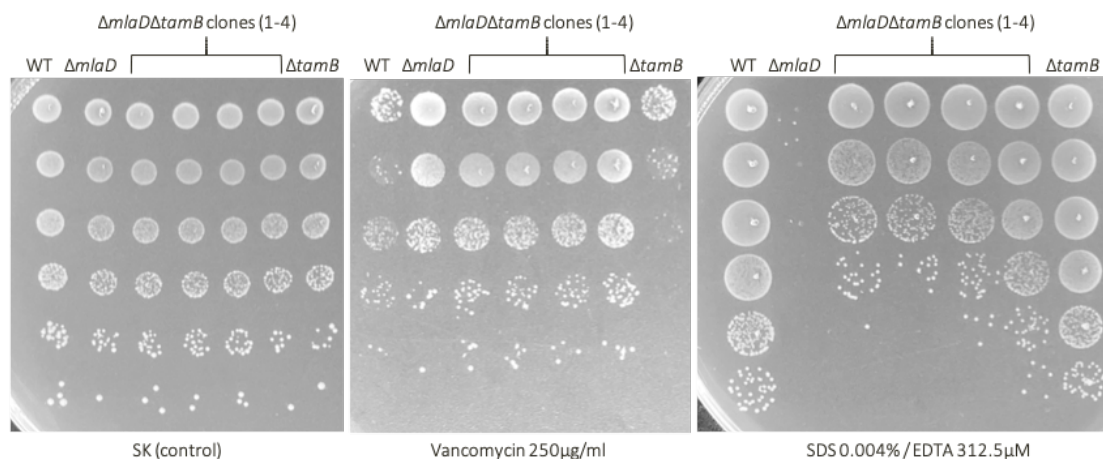 ΔmlaDΔtamB clones (1-4)
WT ΔmlaD ΔtamB
SK (control)
ΔmlaDΔtamB clones (1-4)
WT ΔmlaD ΔtamB
Vancomycin 250µg/ml
ΔmlaDΔtamB clones (1-4)
WT ΔmlaD ΔtamB
SDS 0.004% / EDTA 312.5µM